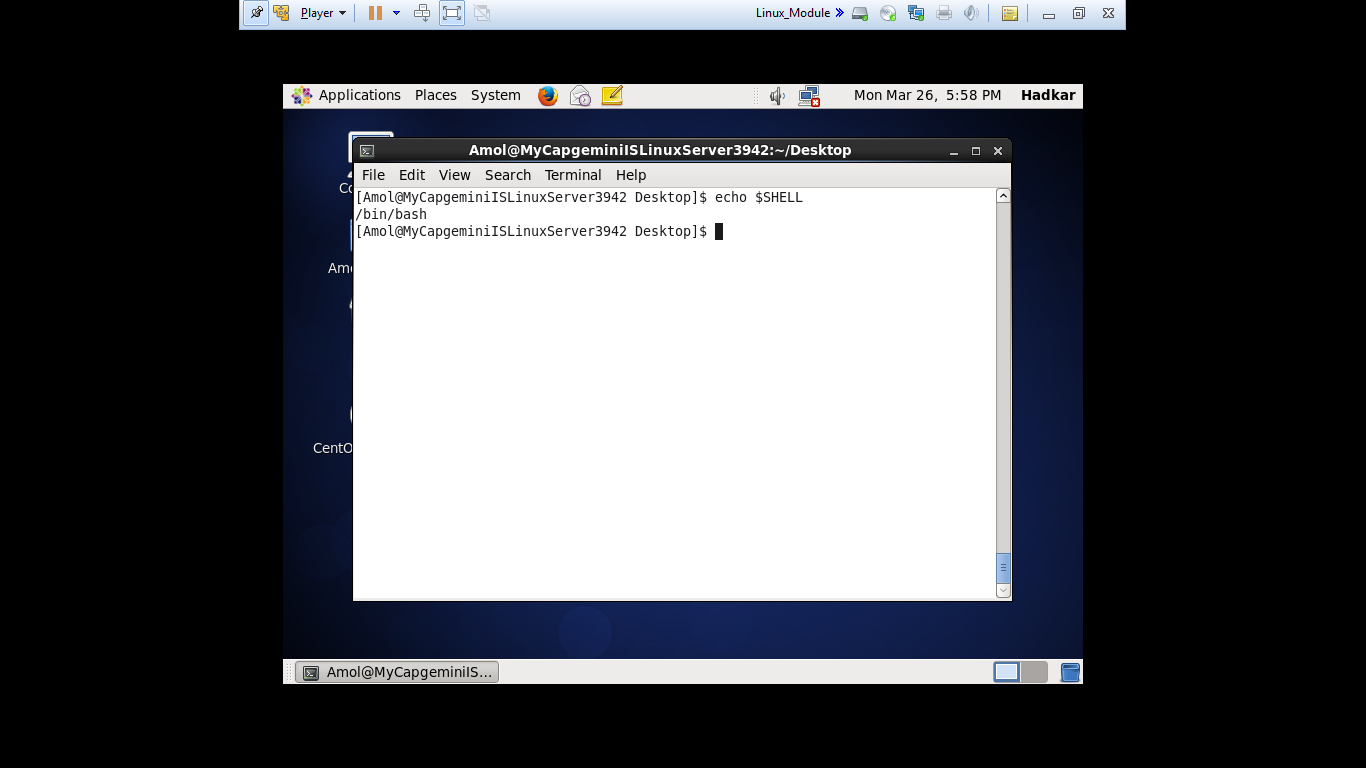 Player
Linux_Module
Applications Places System
Mon Mar 26, 5:58 PM Hadkar
Amol@MyCapgeminiISLinuxServer3942:~/Desktop
Co
File Edit View Search Terminal Help
[Amol@MyCapgeminiISLinuxServer3942 Desktop]$ echo $SHELL
/bin/bash
[Amol@MyCapgeminiISLinuxServer3942 Desktop]$
Amo
CentO
Amol@MyCapgeminiIS...